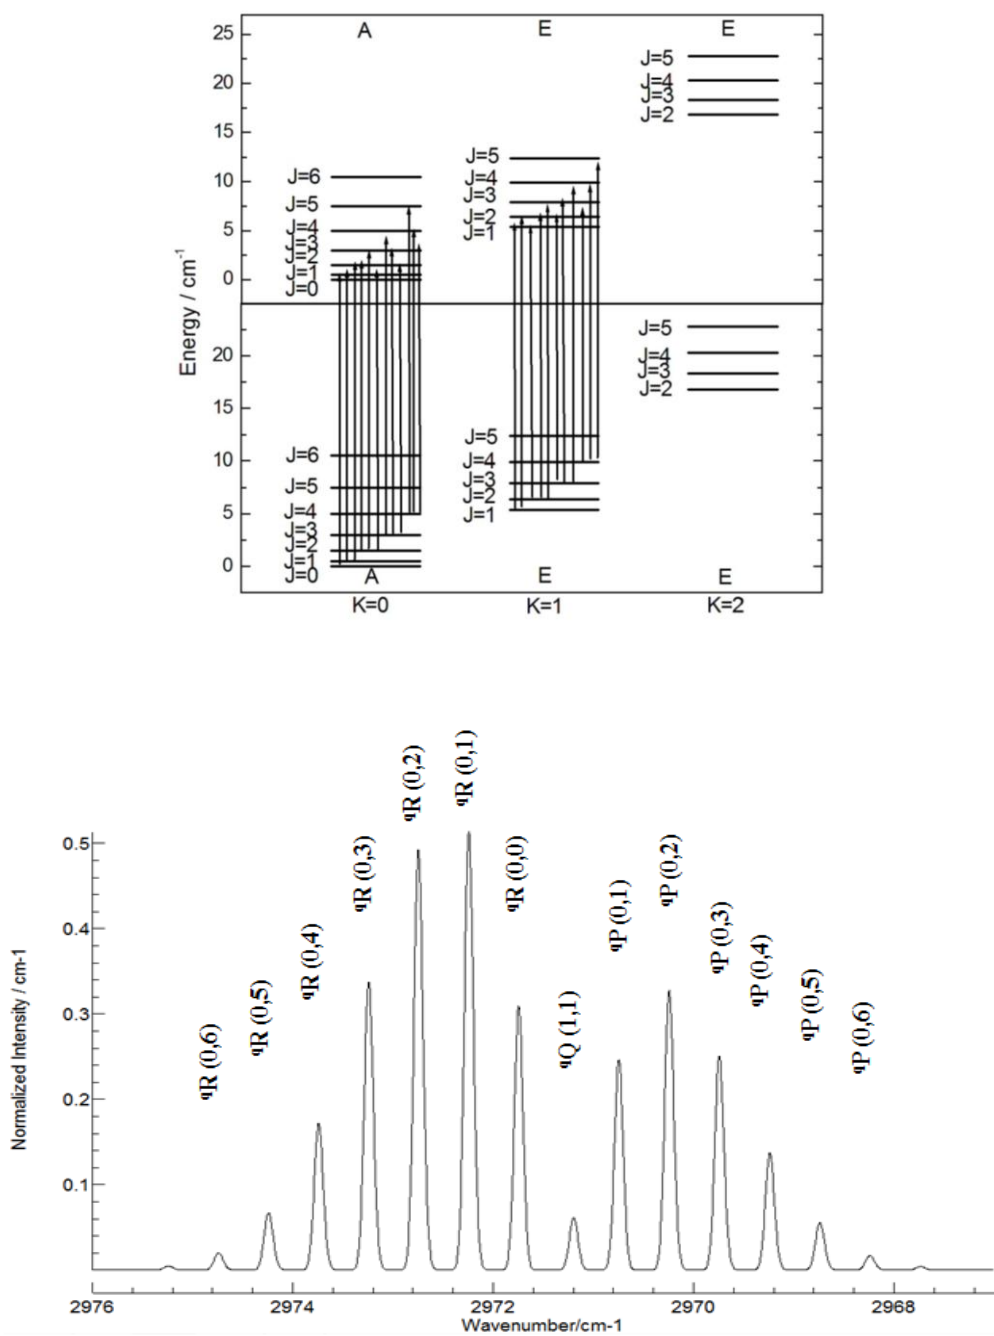 A E E
25
20
15
10
5
0
J=5
J=4
J=3
J=2
J=5
J=4
J=3
J=2
J=1
J=6
J=5
J=4
J=3
J=2
J=1
J=0
Energy / cm⁻¹
20
15
10
5
0
J=5
J=4
J=3
J=2
J=5
J=4
J=3
J=2
J=1
J=6
J=5
J=4
J=3
J=2
J=1
J=0
A E E
K=0 K=1 K=2
qR (0,6)
qR (0,5)
qR (0,4)
qR (0,3)
qR (0,2)
qR (0,1)
qR (0,0)
qQ (1,1)
qP (0,1)
qP (0,2)
qP (0,3)
qP (0,4)
qP (0,5)
qP (0,6)
Normalized Intensity / cm-1
0.5
0.4
0.3
0.2
0.1
2976 2974 2972 2970 2968
Wavenumber/cm-1